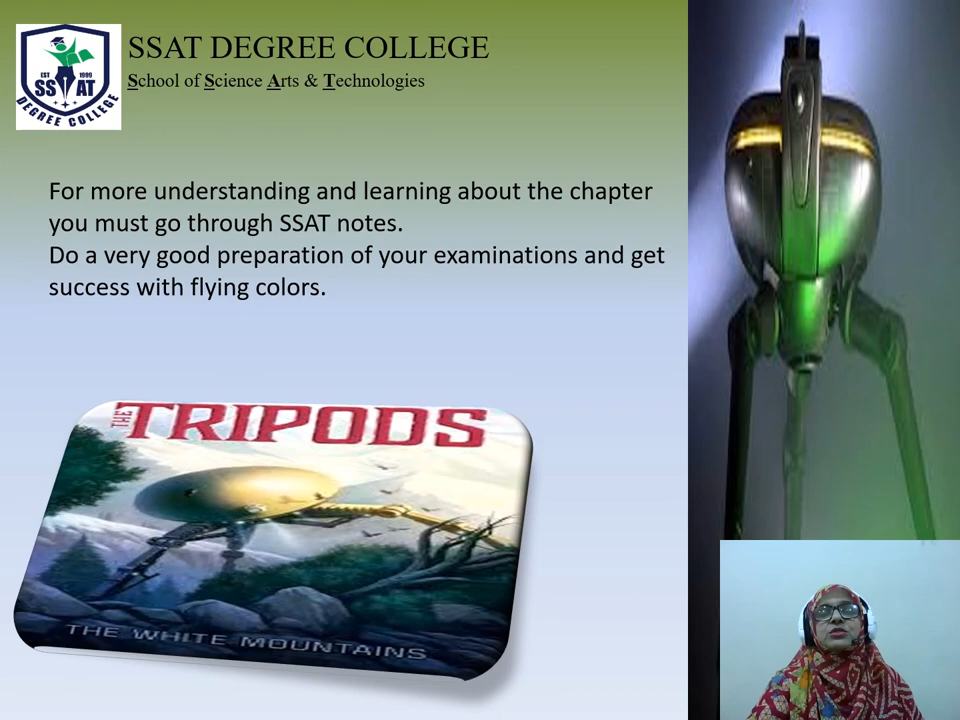 SSAT DEGREE COLLEGE
School of Science Arts & Technologies
EST 1999
SSAT
DEGREE COLLEGE
For more understanding and learning about the chapter
you must go through SSAT notes.
Do a very good preparation of your examinations and get
success with flying colors.
THE TRIPODS
THE WHITE MOUNTAINS